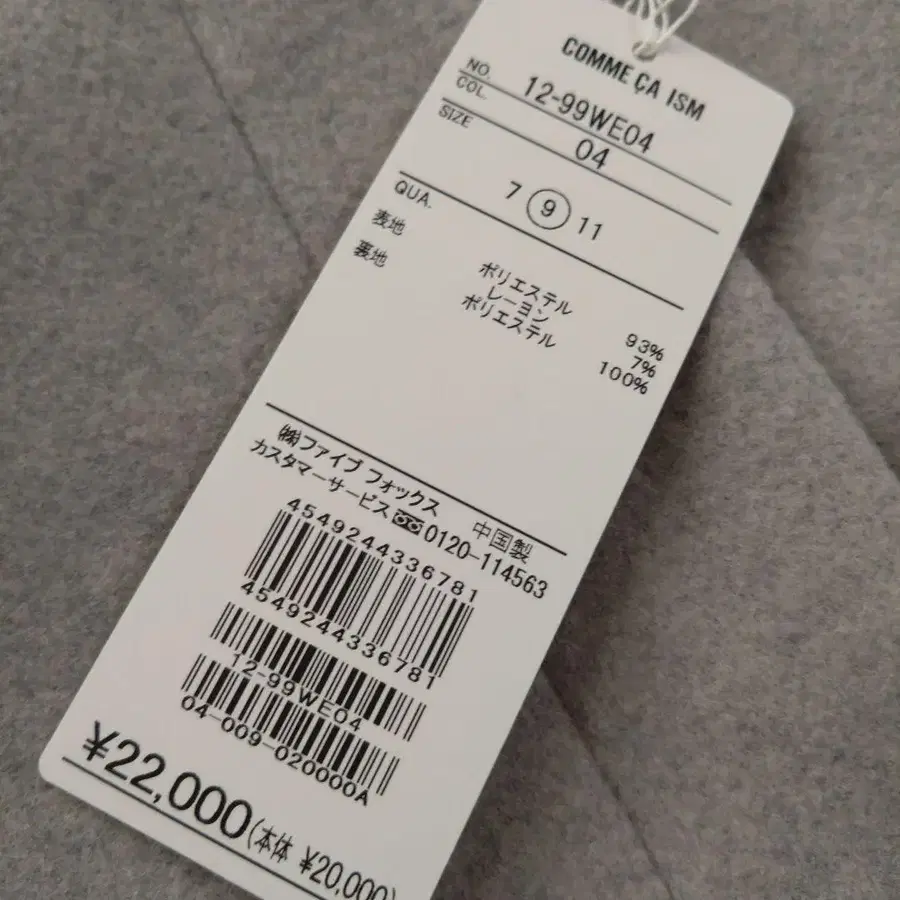 COMME ÇA ISM
NO. 12-99WE04
COL. 04
SIZE
7 ⑨ 11
QUA.
表地 ポリエステル 93%
レーヨン 7%
裏地 ポリエステル 100%
㈱ファイブ フォックス 中国製
カスタマーサービス 0120-114563
4549244336781
4549244336781
12-99WE04
04-009-020000A
¥22,000(本体 ¥20,000)